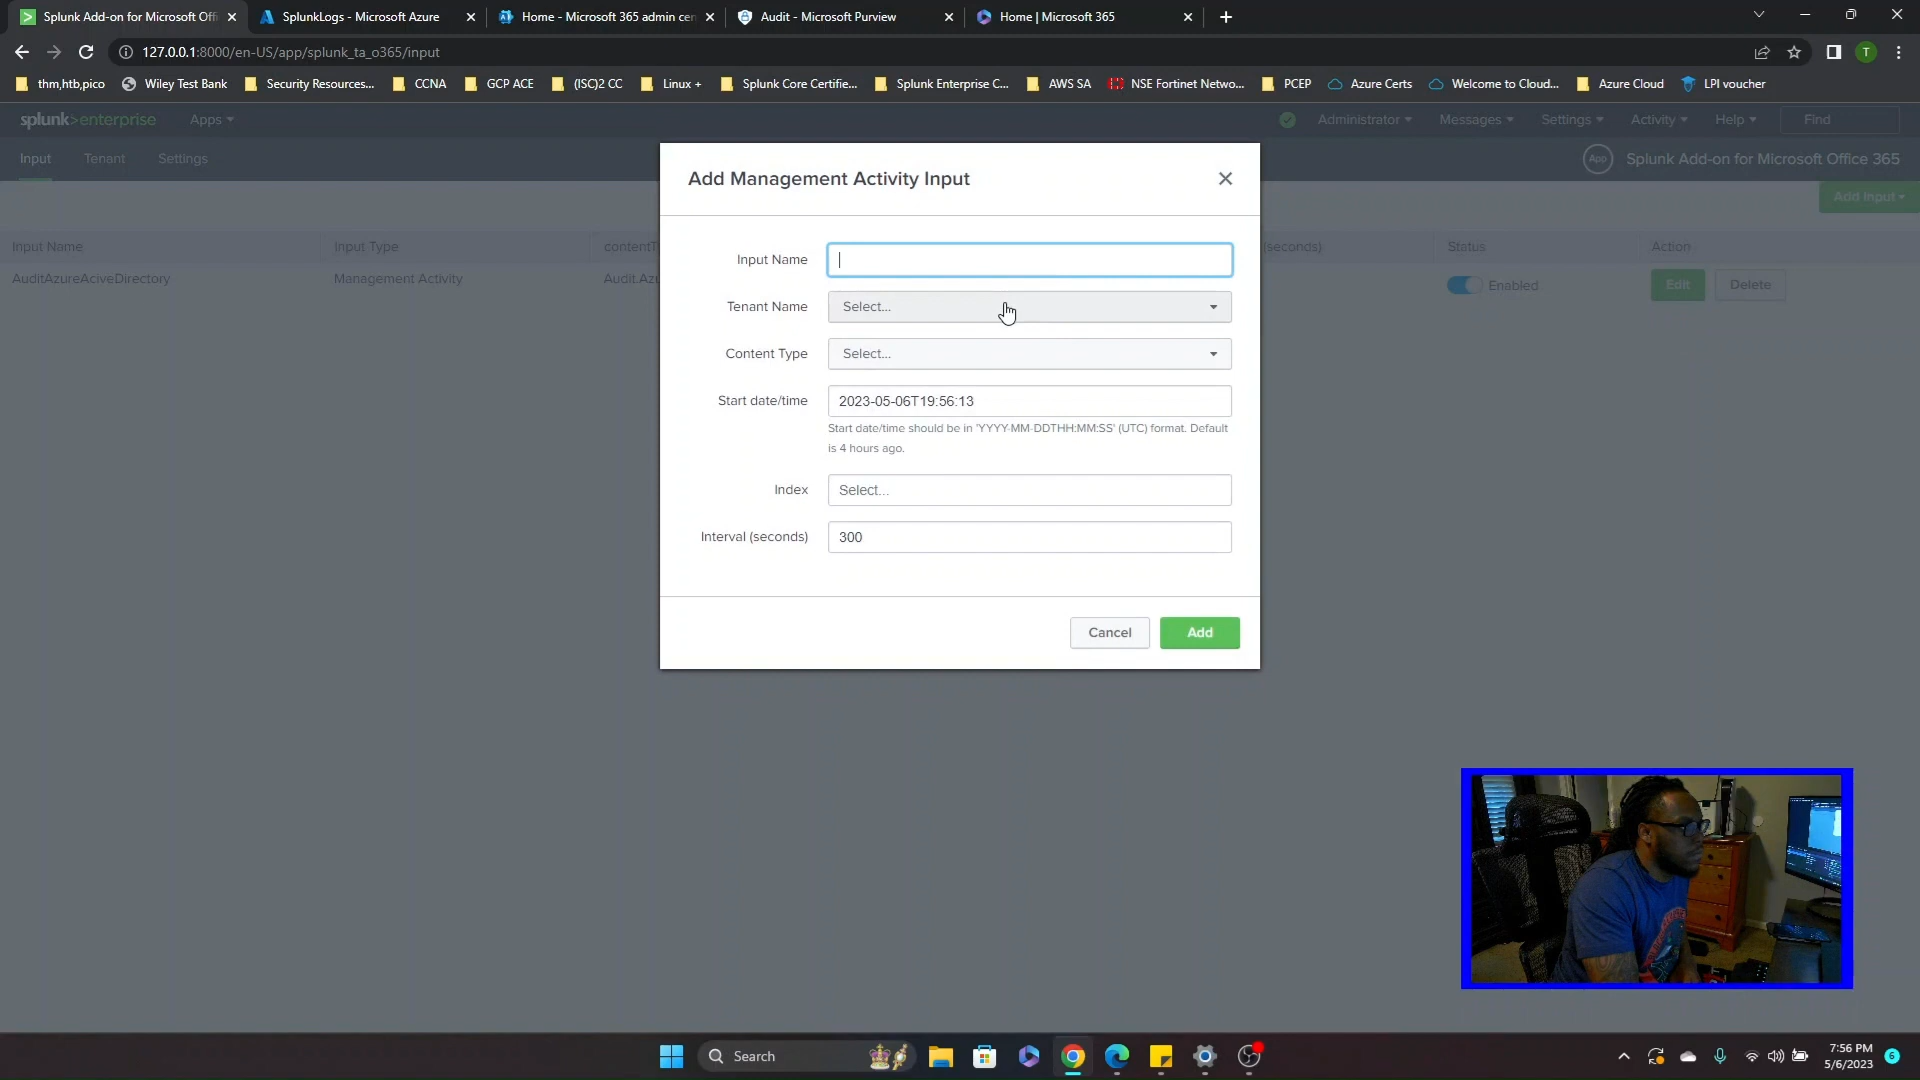 Splunk Add-on for Microsoft Offi
SplunkLogs - Microsoft Azure
Home - Microsoft 365 admin cen
Audit - Microsoft Purview
Home | Microsoft 365
127.0.0.1:8000/en-US/app/splunk_ta_o365/input
T
thm,htb,pico
Wiley Test Bank
Security Resources...
CCNA
GCP ACE
(ISC)2 CC
Linux +
Splunk Core Certifie...
Splunk Enterprise C...
AWS SA
NSE Fortinet Netwo...
PCEP
Azure Certs
Welcome to Cloud...
Azure Cloud
LPI voucher
splunk>enterprise
Apps
Administrator
Messages
Settings
Activity
Help
Find
Input
Tenant
Settings
App
Splunk Add-on for Microsoft Office 365
Add Input
Input Name
Input Type
contentT
(seconds)
Status
Action
AuditAzureAciveDirectory
Management Activity
Audit.Azu
Enabled
Edit
Delete
Add Management Activity Input
Input Name
Tenant Name
Select...
Content Type
Select...
Start date/time
2023-05-06T19:56:13
Start date/time should be in 'YYYY-MM-DDTHH:MM:SS' (UTC) format. Default
is 4 hours ago.
Index
Select...
Interval (seconds)
300
Cancel
Add
Search
7:56 PM
5/6/2023
6